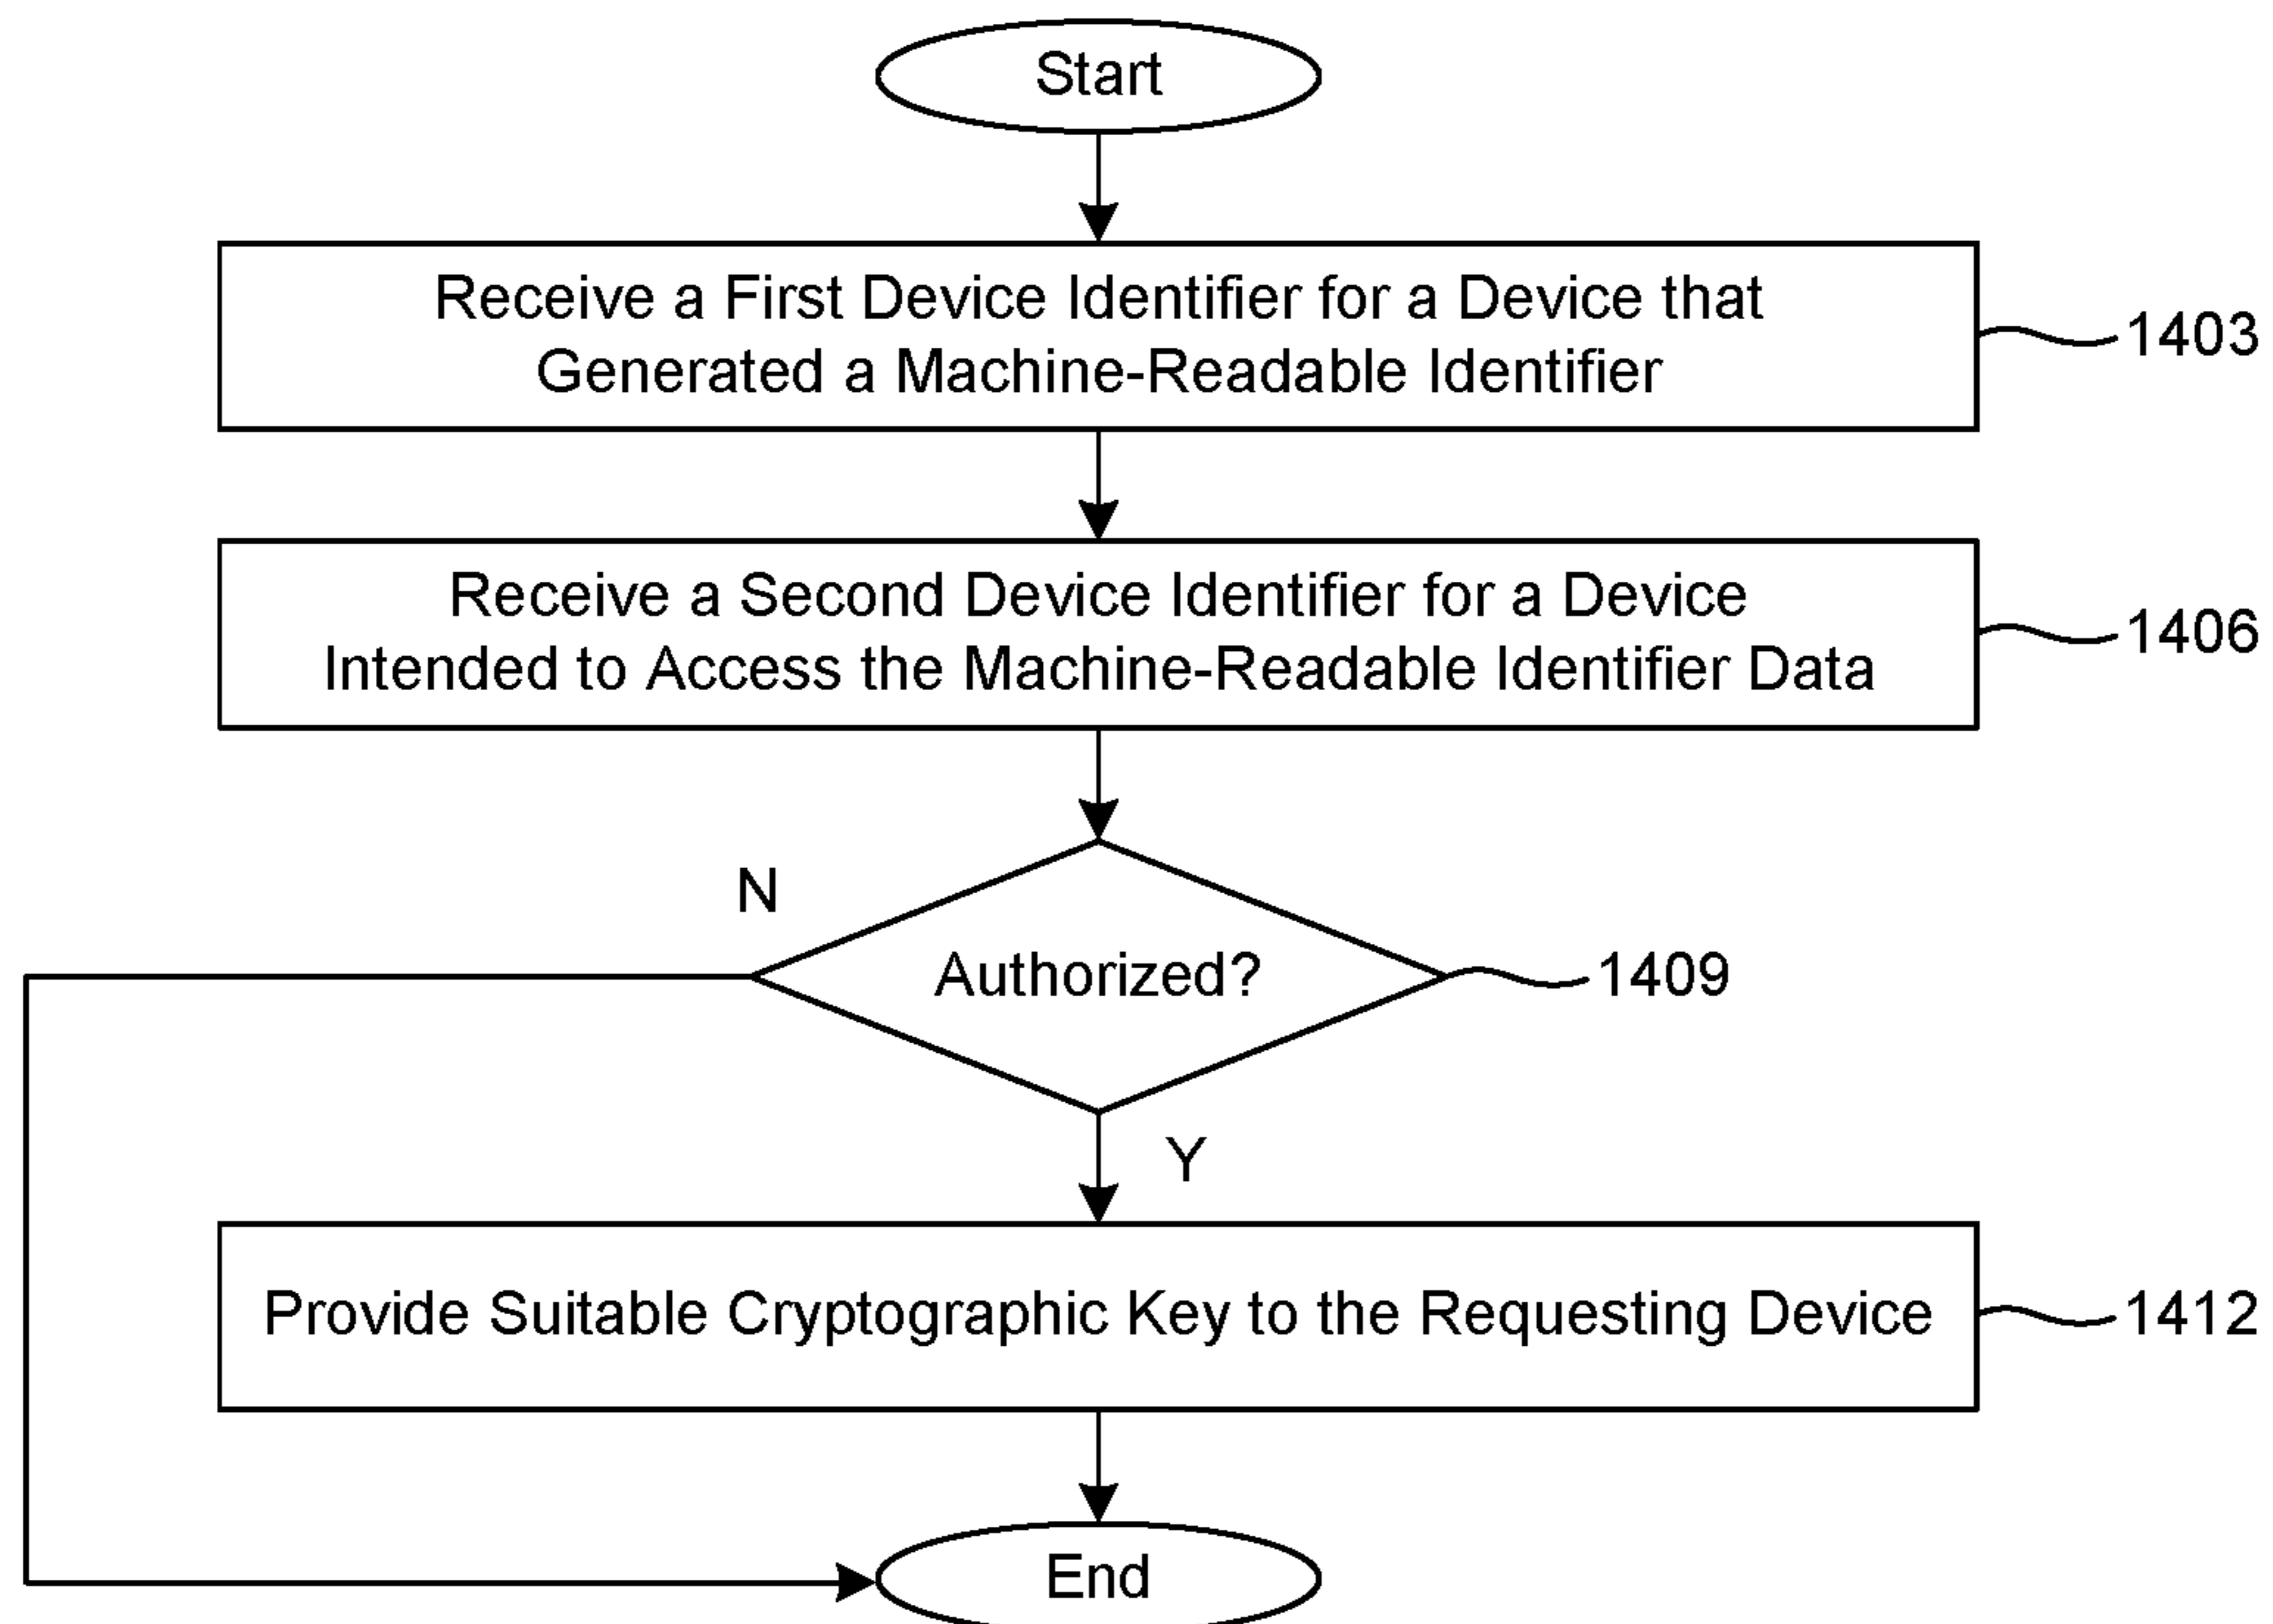 Start
Receive a First Device Identifier for a Device that
Generated a Machine-Readable Identifier
1403
Receive a Second Device Identifier for a Device
Intended to Access the Machine-Readable Identifier Data
1406
N
Authorized?
1409
Y
Provide Suitable Cryptographic Key to the Requesting Device
1412
End